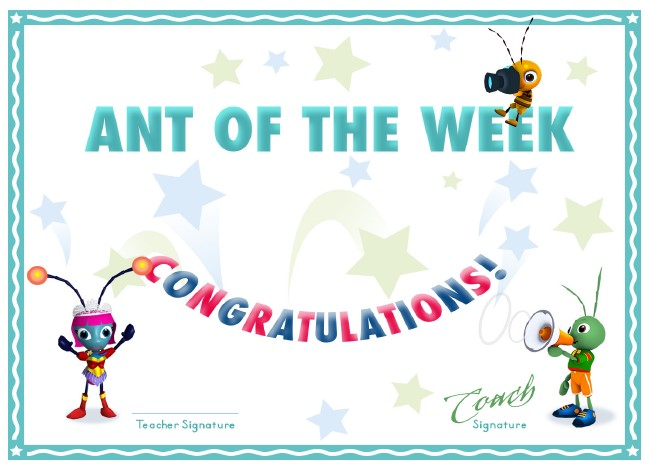 ANT OF THE WEEK
CONGRATULATIONS!
Coach
Teacher Signature
Signature